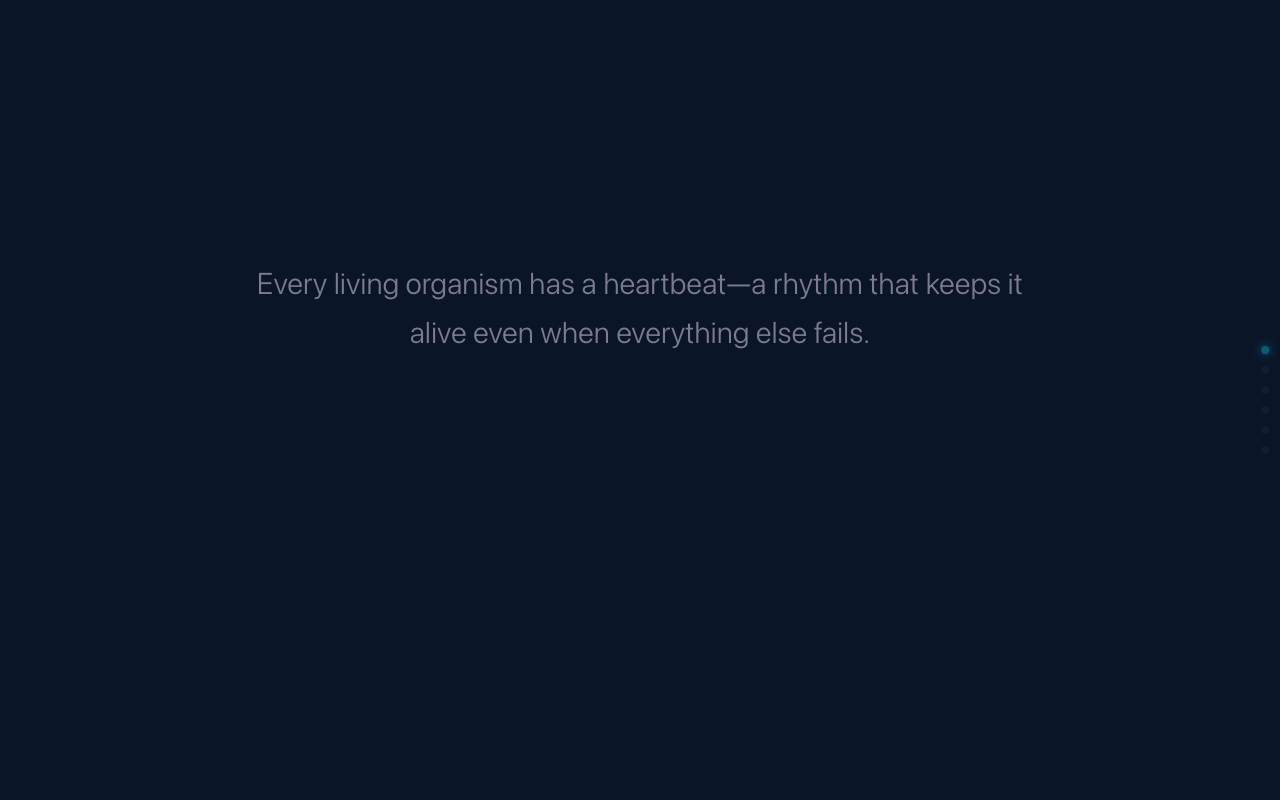 Every living organism has a heartbeat—a rhythm that keeps it
alive even when everything else fails.